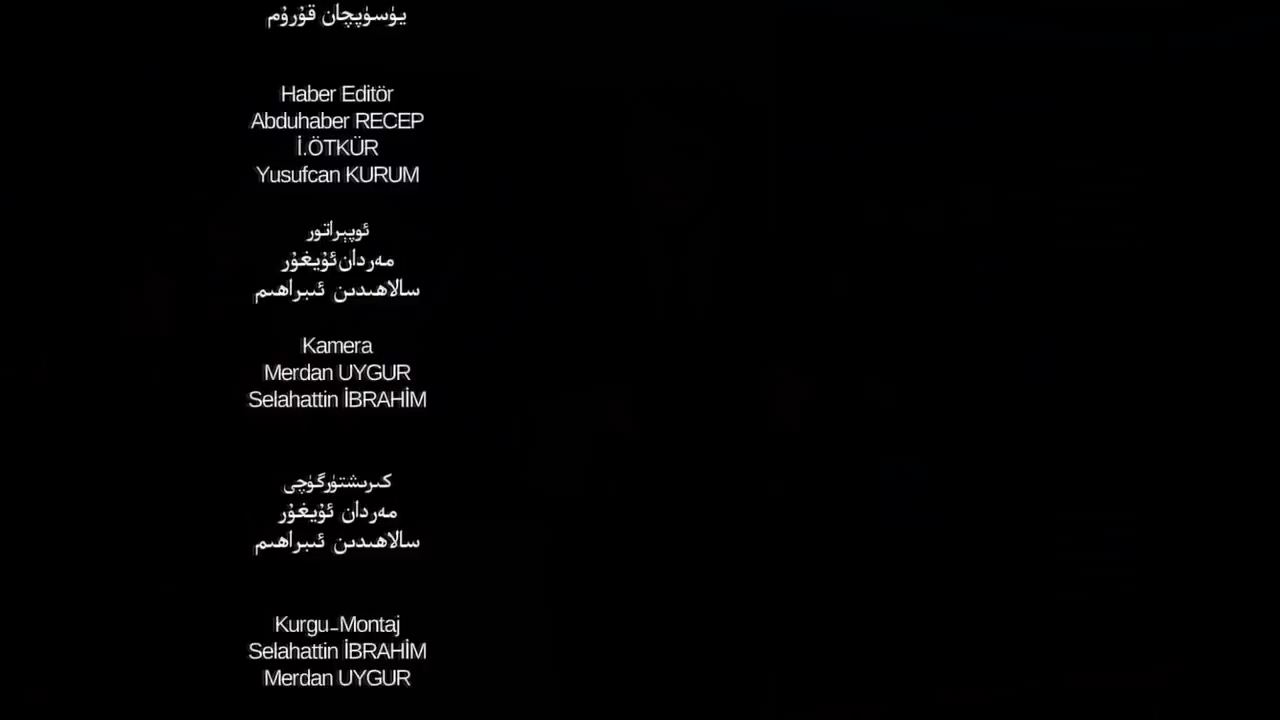 يۈسۈپجان قۇرۇم
Haber Editör
Abduhaber RECEP
İ.ÖTKÜR
Yusufcan KURUM
ئوپېراتور
مەردان ئۇيغۇر
سالاھىدىن ئىبراھىم
Kamera
Merdan UYGUR
Selahattin İBRAHİM
كىرىشتۈرگۈچى
مەردان ئۇيغۇر
سالاھىدىن ئىبراھىم
Kurgu-Montaj
Selahattin İBRAHİM
Merdan UYGUR